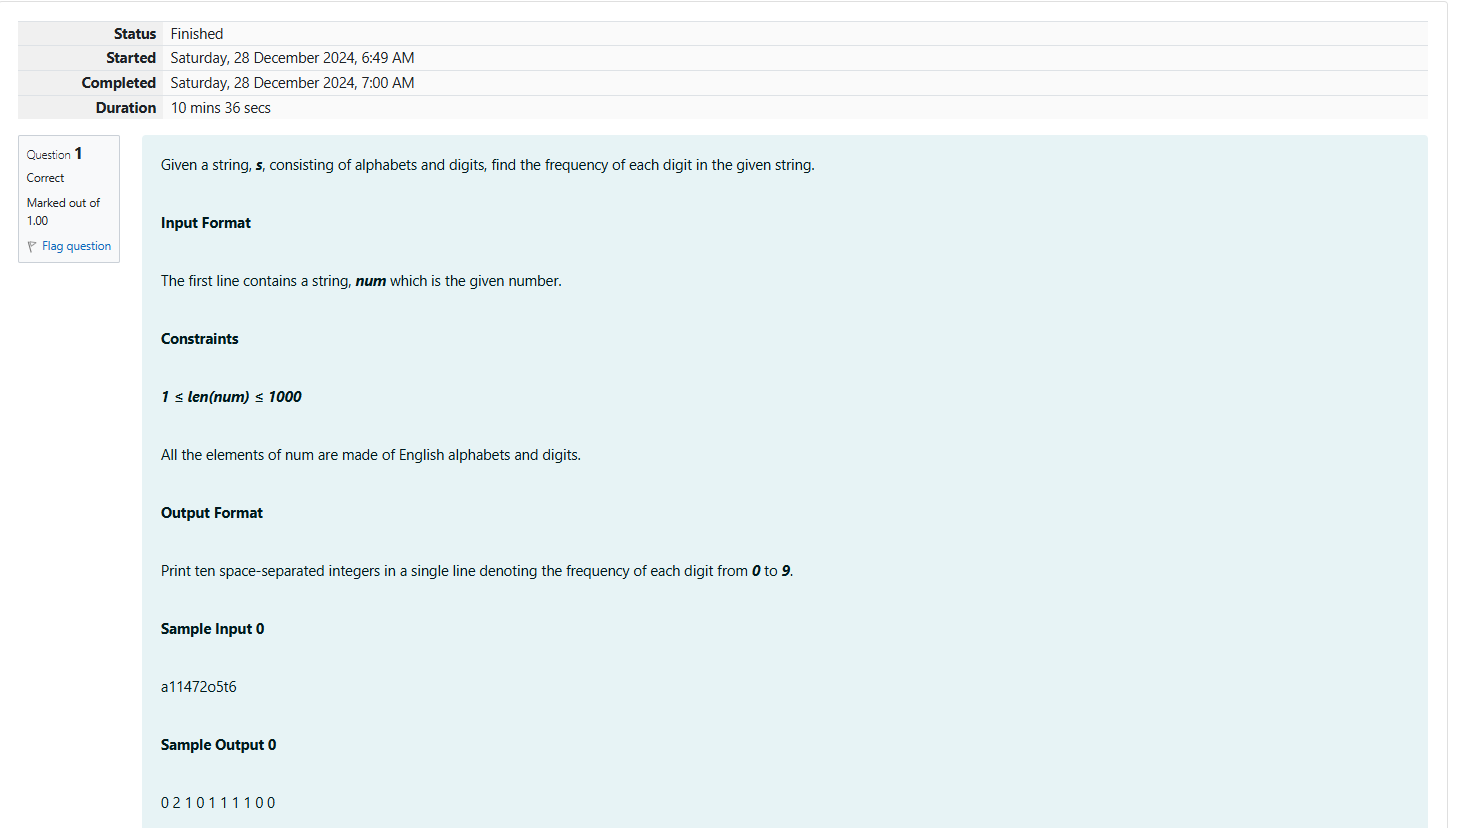 Status Finished
Started Saturday, 28 December 2024, 6:49 AM
Completed Saturday, 28 December 2024, 7:00 AM
Duration 10 mins 36 secs
Question 1
Correct
Marked out of
1.00
Flag question
Given a string, s, consisting of alphabets and digits, find the frequency of each digit in the given string.
Input Format
The first line contains a string, num which is the given number.
Constraints
1 ≤ len(num) ≤ 1000
All the elements of num are made of English alphabets and digits.
Output Format
Print ten space-separated integers in a single line denoting the frequency of each digit from 0 to 9.
Sample Input 0
a11472o5t6
Sample Output 0
0 2 1 0 1 1 1 1 0 0